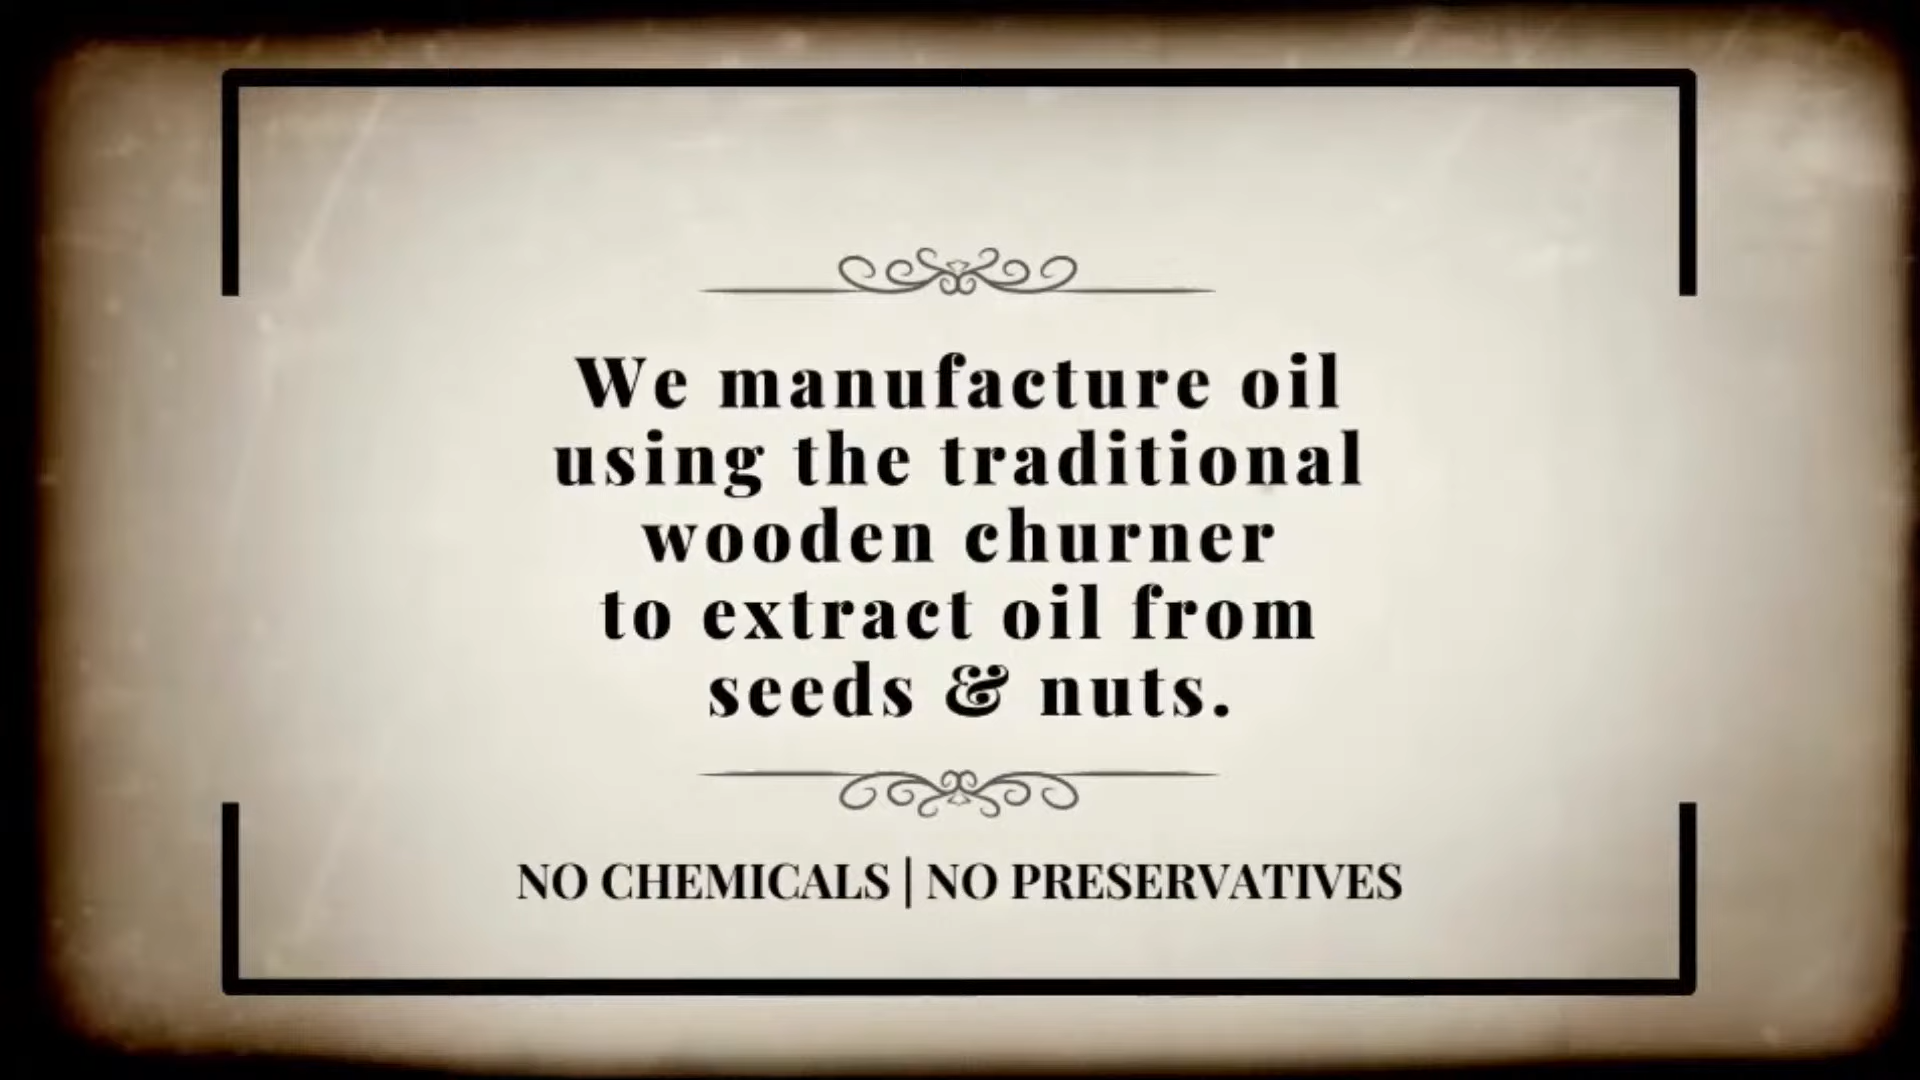 We manufacture oil
using the traditional
wooden churner
to extract oil from
seeds & nuts.
NO CHEMICALS | NO PRESERVATIVES